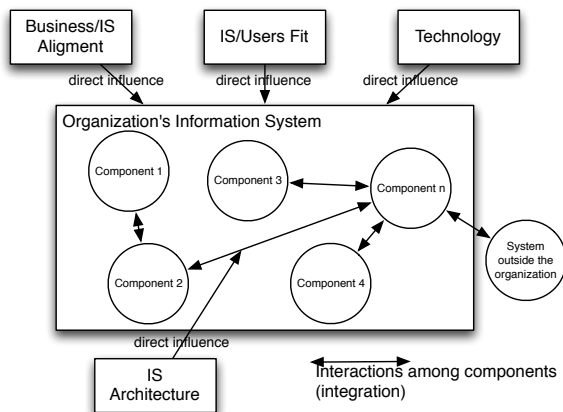 Business/IS
Aligment
IS/Users Fit
Technology
direct influence
direct influence
direct influence
Organization's Information System
Component 1
Component 3
Component n
System
outside the
organization
Component 2
Component 4
direct influence
IS
Architecture
Interactions among components
(integration)